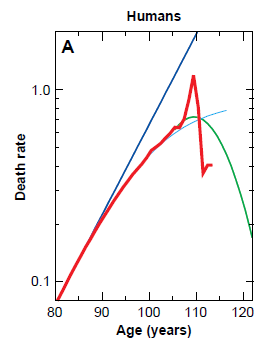 Humans
A
1.0
Death rate
0.1
80 90 100 110 120
Age (years)